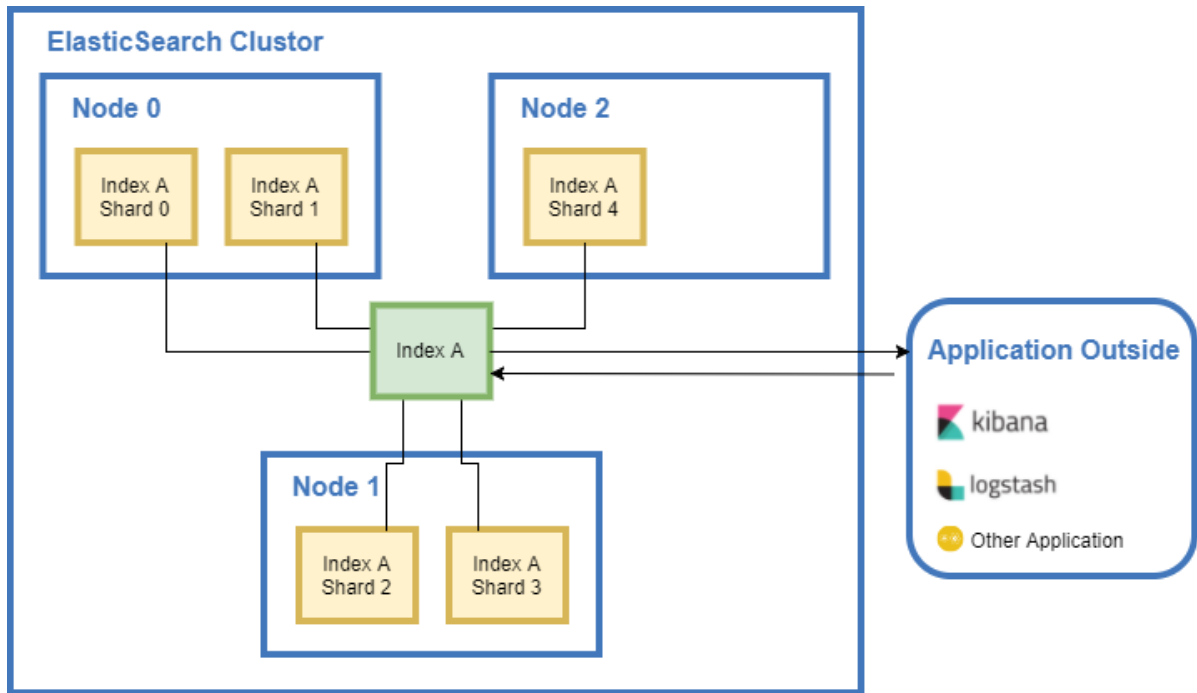 ElasticSearch Clustor
Node 0
Index A
Shard 0
Index A
Shard 1
Node 2
Index A
Shard 4
Index A
Node 1
Index A
Shard 2
Index A
Shard 3
Application Outside
kibana
logstash
Other Application